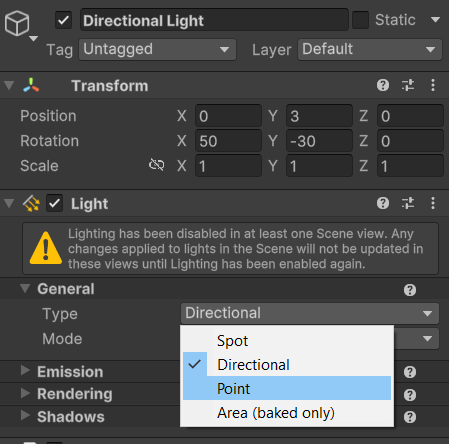 Directional Light Static
Tag Untagged Layer Default
Transform
Position X 0 Y 3 Z 0
Rotation X 50 Y -30 Z 0
Scale X 1 Y 1 Z 1
Light
Lighting has been disabled in at least one Scene view. Any
changes applied to lights in the Scene will not be updated in
these views until Lighting has been enabled again.
General
Type Directional
Mode
Spot
Directional
Point
Area (baked only)
Emission
Rendering
Shadows